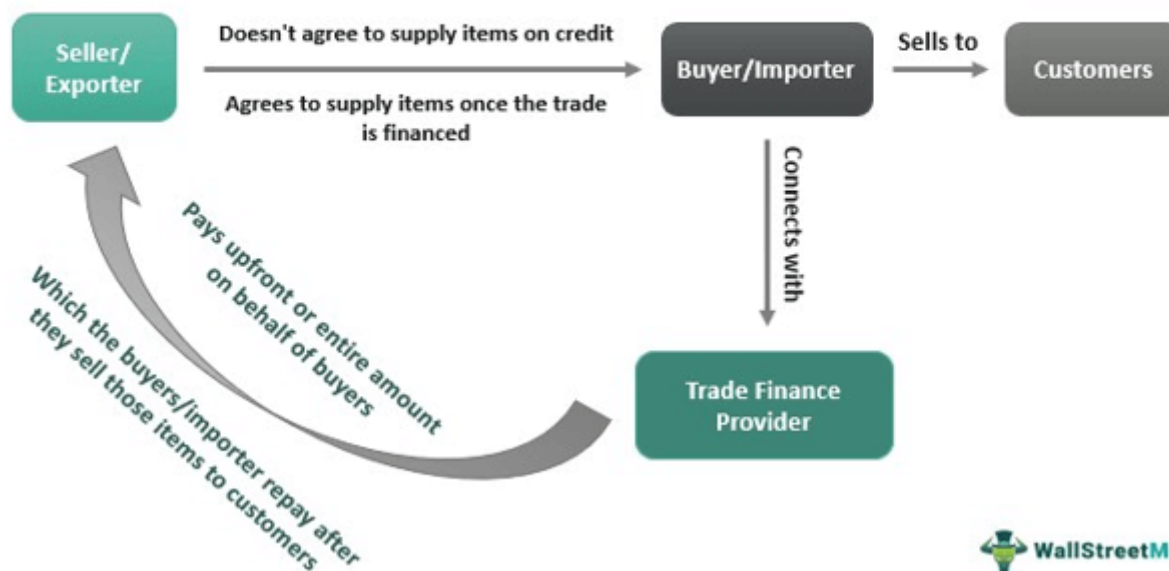 Seller/
Exporter
Doesn't agree to supply items on credit
Agrees to supply items once the trade
is financed
Buyer/Importer
Sells to
Customers
Connects with
Pays upfront or entire amount
on behalf of buyers
Which the buyers/importer repay after
they sell those items to customers
Trade Finance
Provider
WallStreetM